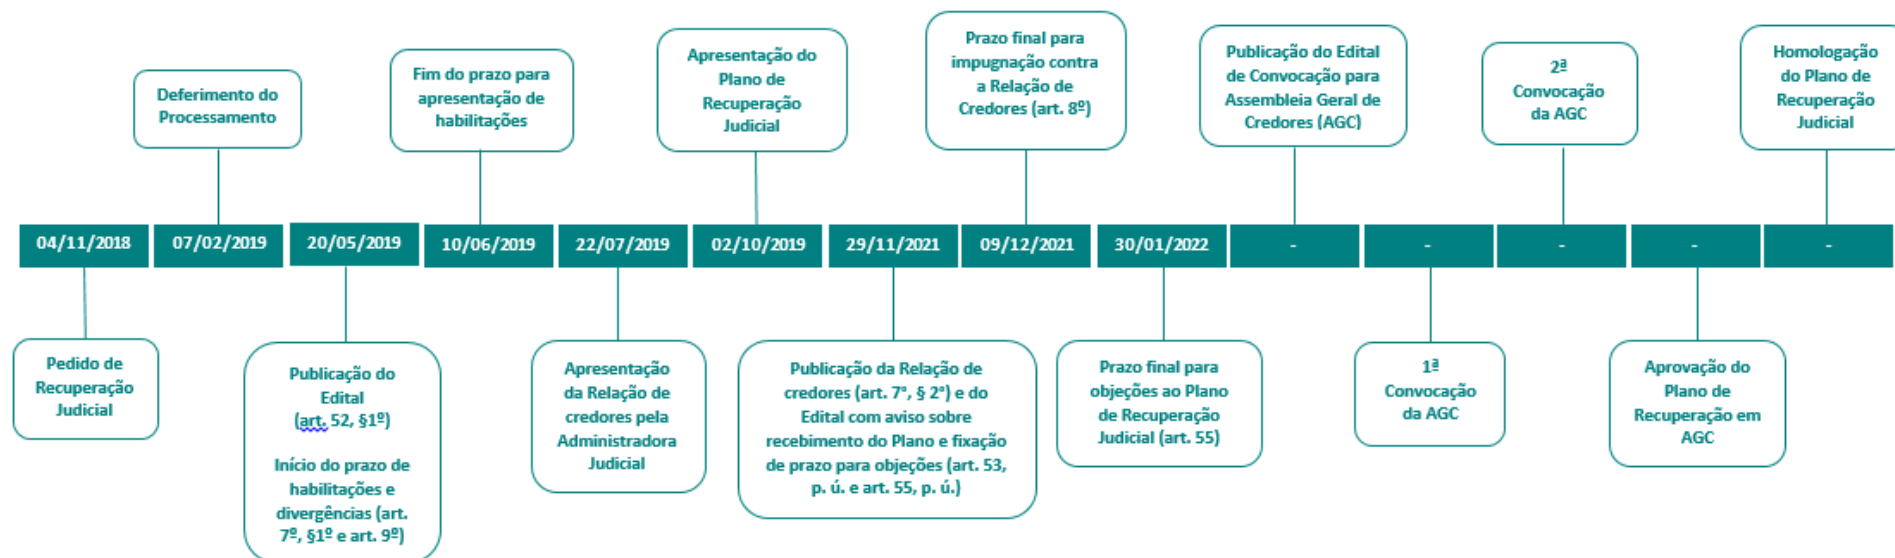 Deferimento do
Processamento
Fim do prazo para
apresentação de
habilitações
Apresentação do
Plano de
Recuperação
Judicial
Prazo final para
impugnação contra
a Relação de
Credores (art. 8º)
Publicação do Edital
de Convocação para
Assembleia Geral de
Credores (AGC)
2ª
Convocação
da AGC
Homologação
do Plano de
Recuperação
Judicial
04/11/2018
07/02/2019
20/05/2019
10/06/2019
22/07/2019
02/10/2019
29/11/2021
09/12/2021
30/01/2022
-
-
-
-
-
Pedido de
Recuperação
Judicial
Publicação do
Edital
(art. 52, §1º)
Início do prazo de
habilitações e
divergências (art.
7º, §1º e art. 9º)
Apresentação
da Relação de
credores pela
Administradora
Judicial
Publicação da Relação de
credores (art. 7°, § 2°) e do
Edital com aviso sobre
recebimento do Plano e fixação
de prazo para objeções (art. 53,
p. ú. e art. 55, p. ú.)
Prazo final para
objeções ao Plano
de Recuperação
Judicial (art. 55)
1ª
Convocação
da AGC
Aprovação do
Plano de
Recuperação em
AGC